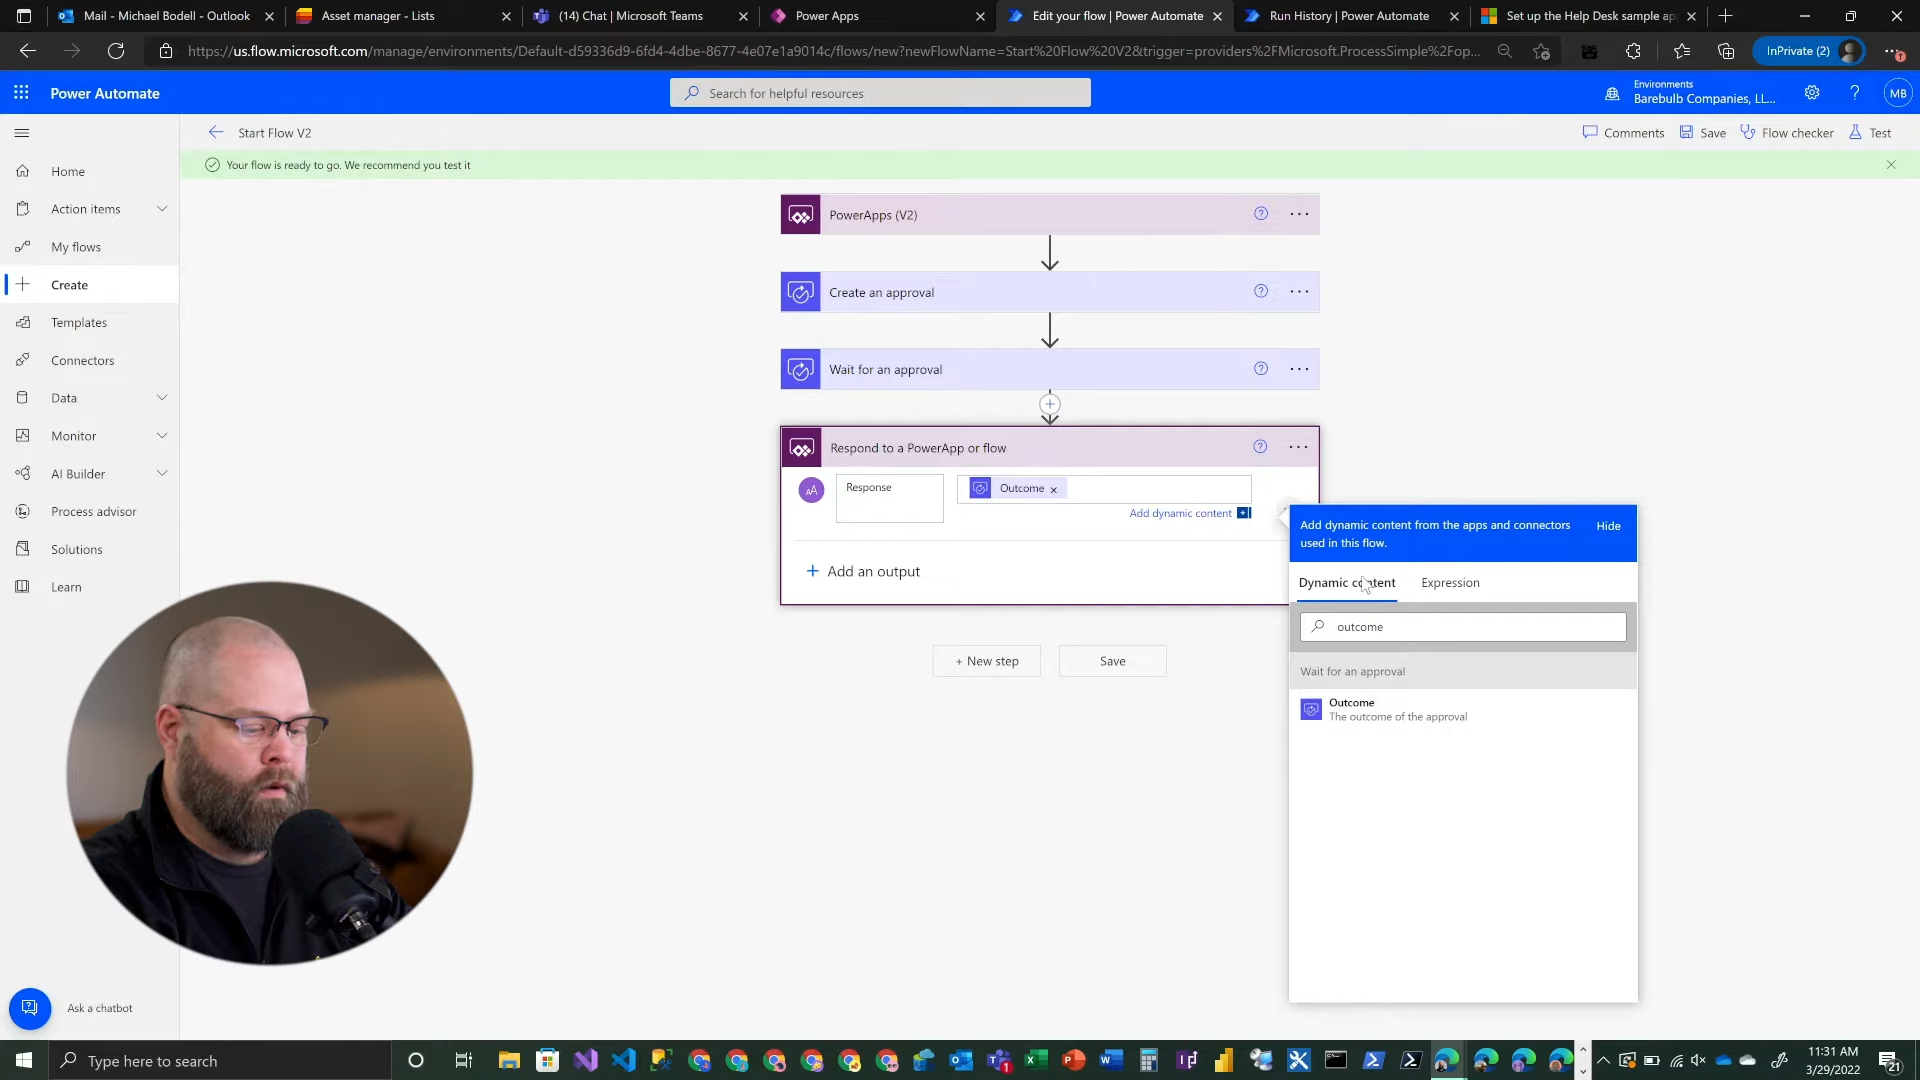 Mail - Michael Bodell - Outlook
Asset manager - Lists
(14) Chat | Microsoft Teams
Power Apps
Edit your flow | Power Automate
Run History | Power Automate
Set up the Help Desk sample ap
https://us.flow.microsoft.com/manage/environments/Default-d59336d9-6fd4-4dbe-8677-4e07e1a9014c/flows/new?newFlowName=Start%20Flow%20V2&trigger=providers%2FMicrosoft.ProcessSimple%2Fop...
InPrivate (2)
Power Automate
Search for helpful resources
Environments
Barebulb Companies, LL...
MB
Start Flow V2
Comments
Save
Flow checker
Test
Your flow is ready to go. We recommend you test it
Home
Action items
My flows
Create
Templates
Connectors
Data
Monitor
AI Builder
Process advisor
Solutions
Learn
Ask a chatbot
PowerApps (V2)
Create an approval
Wait for an approval
Respond to a PowerApp or flow
AA
Response
Outcome
Add dynamic content
Add an output
+ New step
Save
Add dynamic content from the apps and connectors
used in this flow.
Hide
Dynamic content
Expression
outcome
Wait for an approval
Outcome
The outcome of the approval
Type here to search
11:31 AM
3/29/2022
21